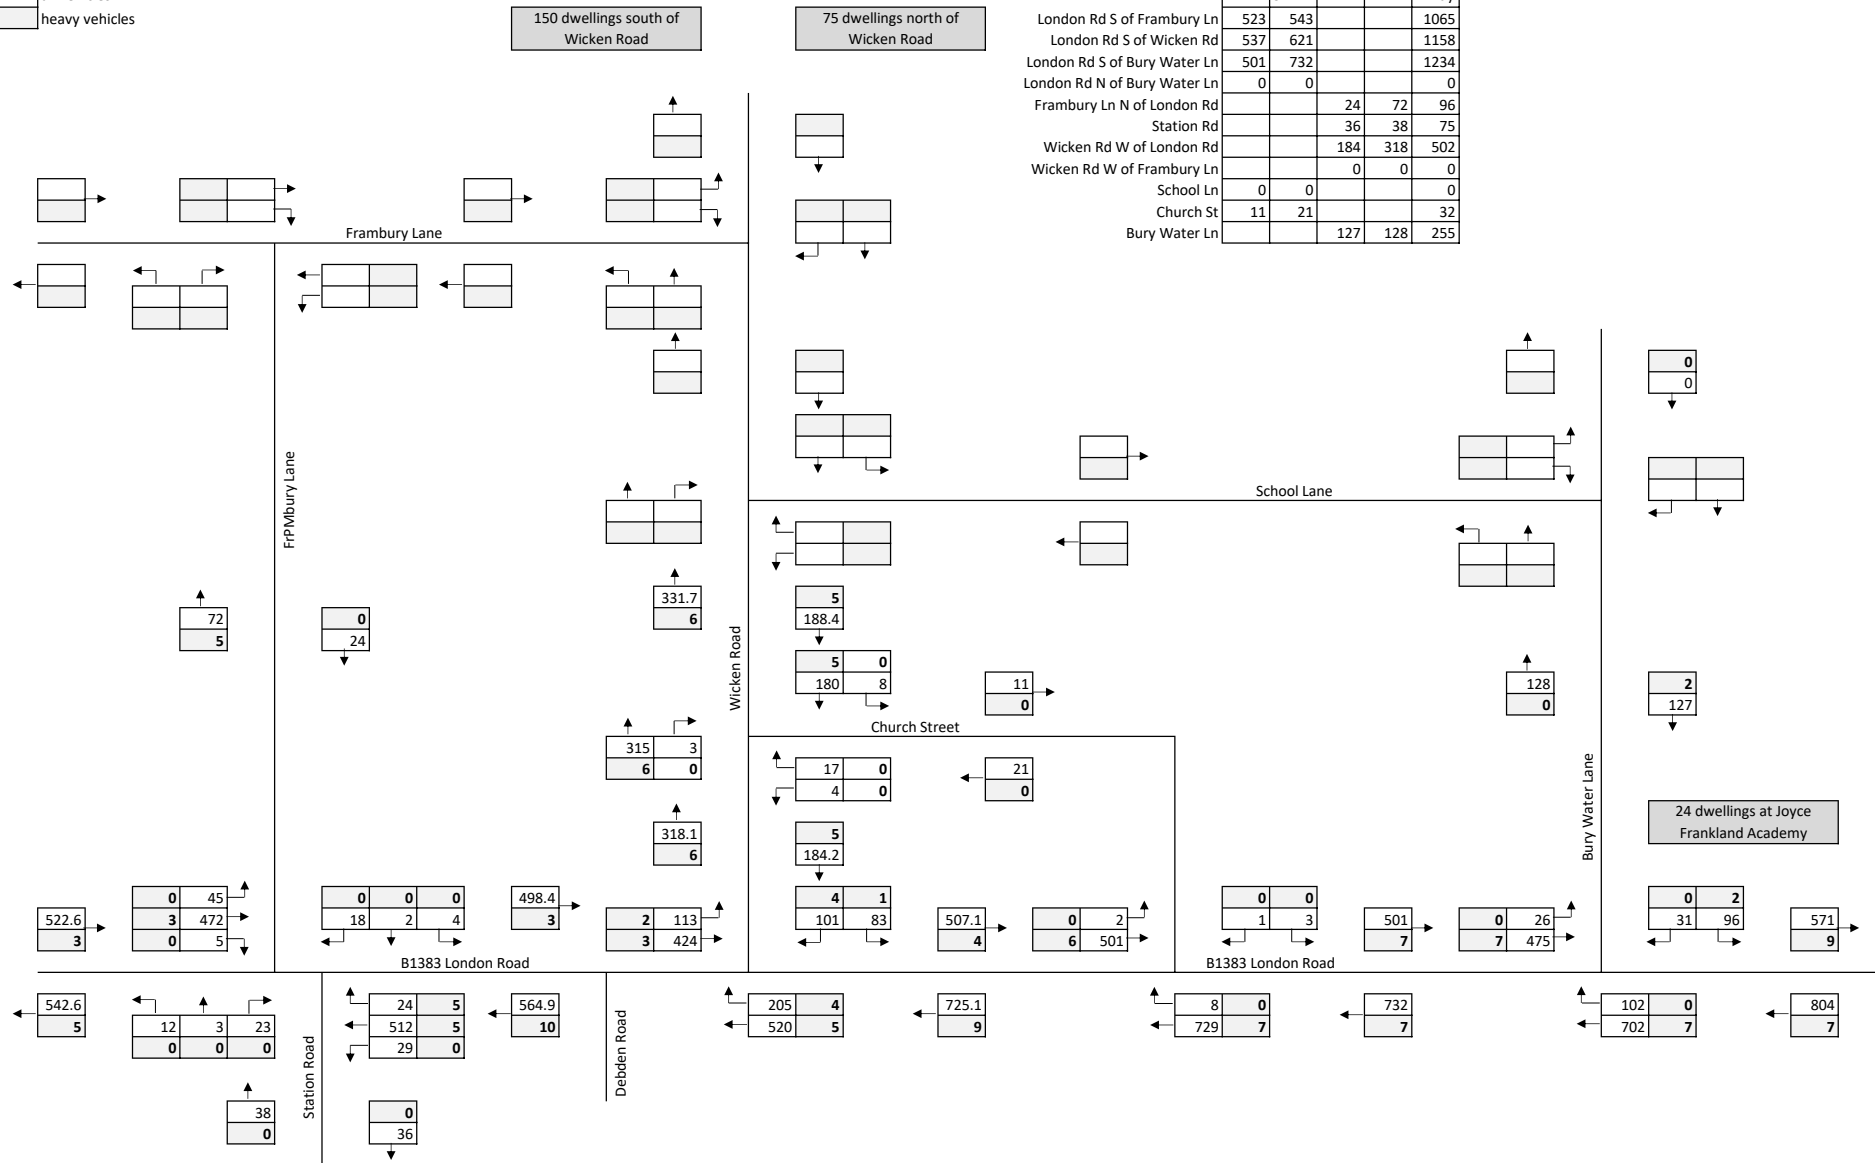 heavy vehicles
150 dwellings south of
Wicken Road
75 dwellings north of
Wicken Road
London Rd S of Frambury Ln 523 543 1065
London Rd S of Wicken Rd 537 621 1158
London Rd S of Bury Water Ln 501 732 1234
London Rd N of Bury Water Ln 0 0 0
Frambury Ln N of London Rd 24 72 96
Station Rd 36 38 75
Wicken Rd W of London Rd 184 318 502
Wicken Rd W of Frambury Ln 0 0 0
School Ln 0 0 0
Church St 11 21 32
Bury Water Ln 127 128 255
Frambury Lane
0
0
FrPMbury Lane
School Lane
331.7 5
72 0 6 188.4
5 24
Wicken Road
5 0
180 8 11 128 2
0 0 127
Church Street
315 3
6 0 17 0 21
4 0 0
Bury Water Lane
24 dwellings at Joyce
Frankland Academy
318.1 5
6 184.2
0 45 0 0 0 498.4 4 1 0 0 0 2
522.6 3 472 18 2 4 3 2 113 101 83 507.1 0 2 1 3 501 0 26 31 96 571
3 0 5 3 424 4 6 501 7 7 475 9
B1383 London Road B1383 London Road
542.6 24 5 564.9 205 4 725.1 8 0 732 102 0 804
5 12 3 23 512 5 10 520 5 9 729 7 7 702 7 7
0 0 0 29 0
Station Road
Debden Road
38 0
0 36